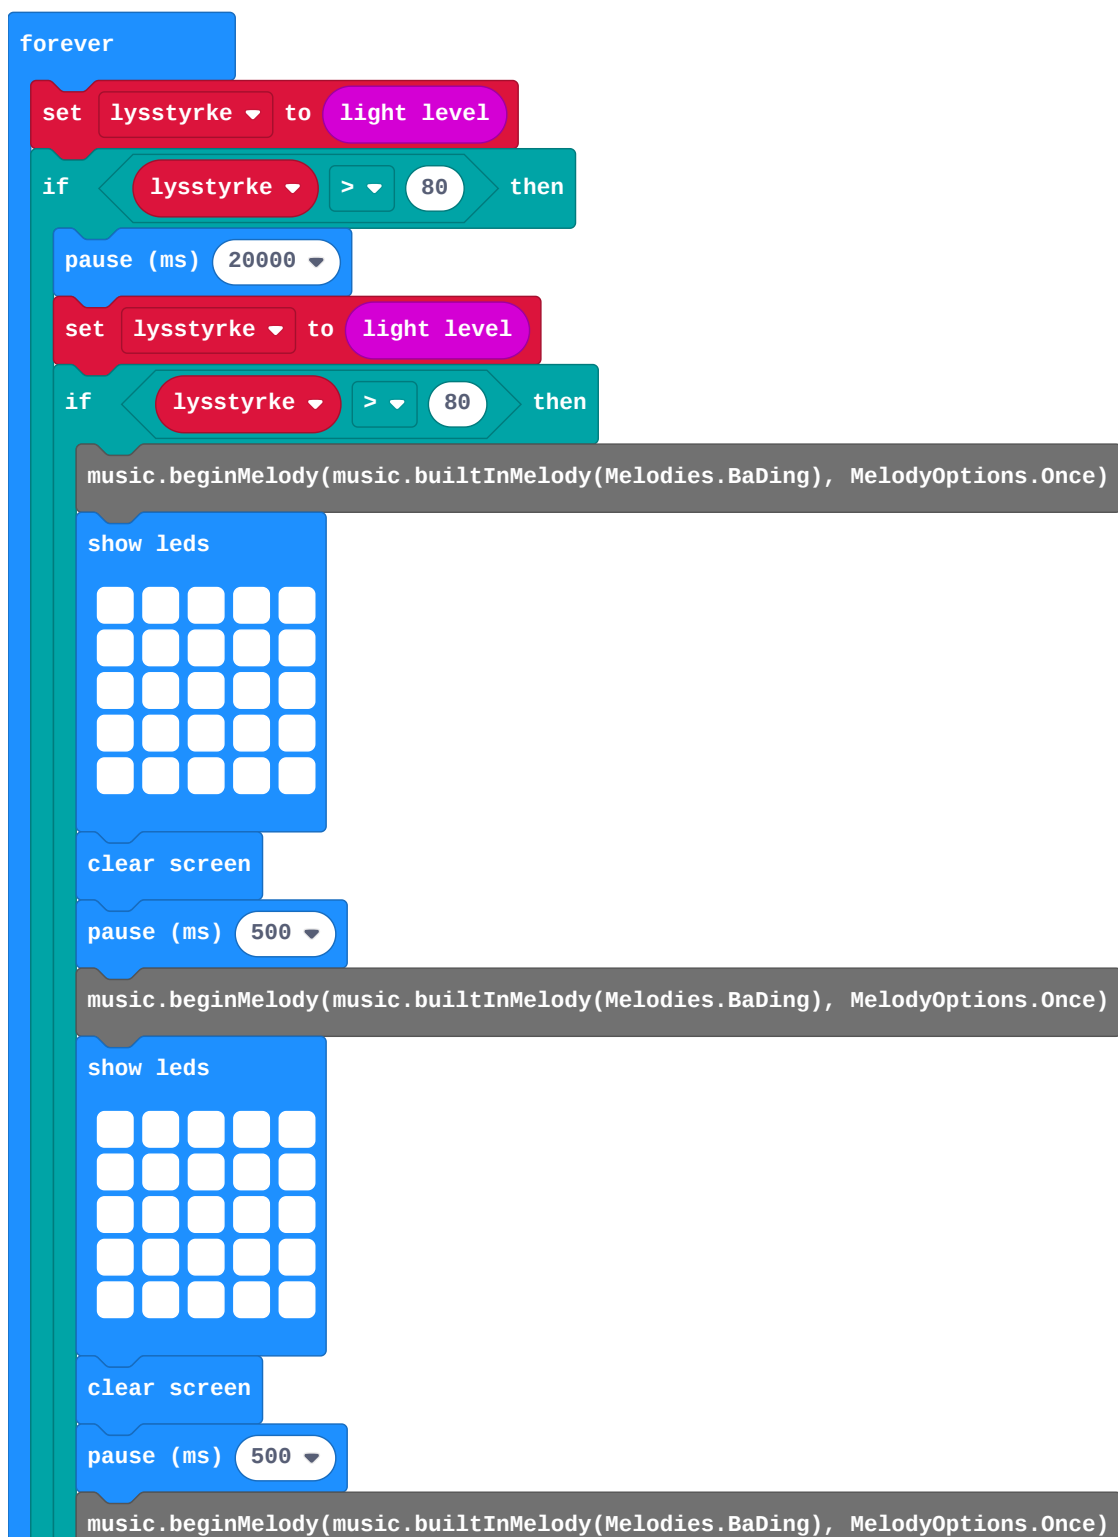 forever
set lysstyrke to light level
if lysstyrke > 80 then
pause (ms) 20000
set lysstyrke to light level
if lysstyrke > 80 then
music.beginMelody(music.builtInMelody(Melodies.BaDing), MelodyOptions.Once)
show leds
clear screen
pause (ms) 500
music.beginMelody(music.builtInMelody(Melodies.BaDing), MelodyOptions.Once)
show leds
clear screen
pause (ms) 500
music.beginMelody(music.builtInMelody(Melodies.BaDing), MelodyOptions.Once)